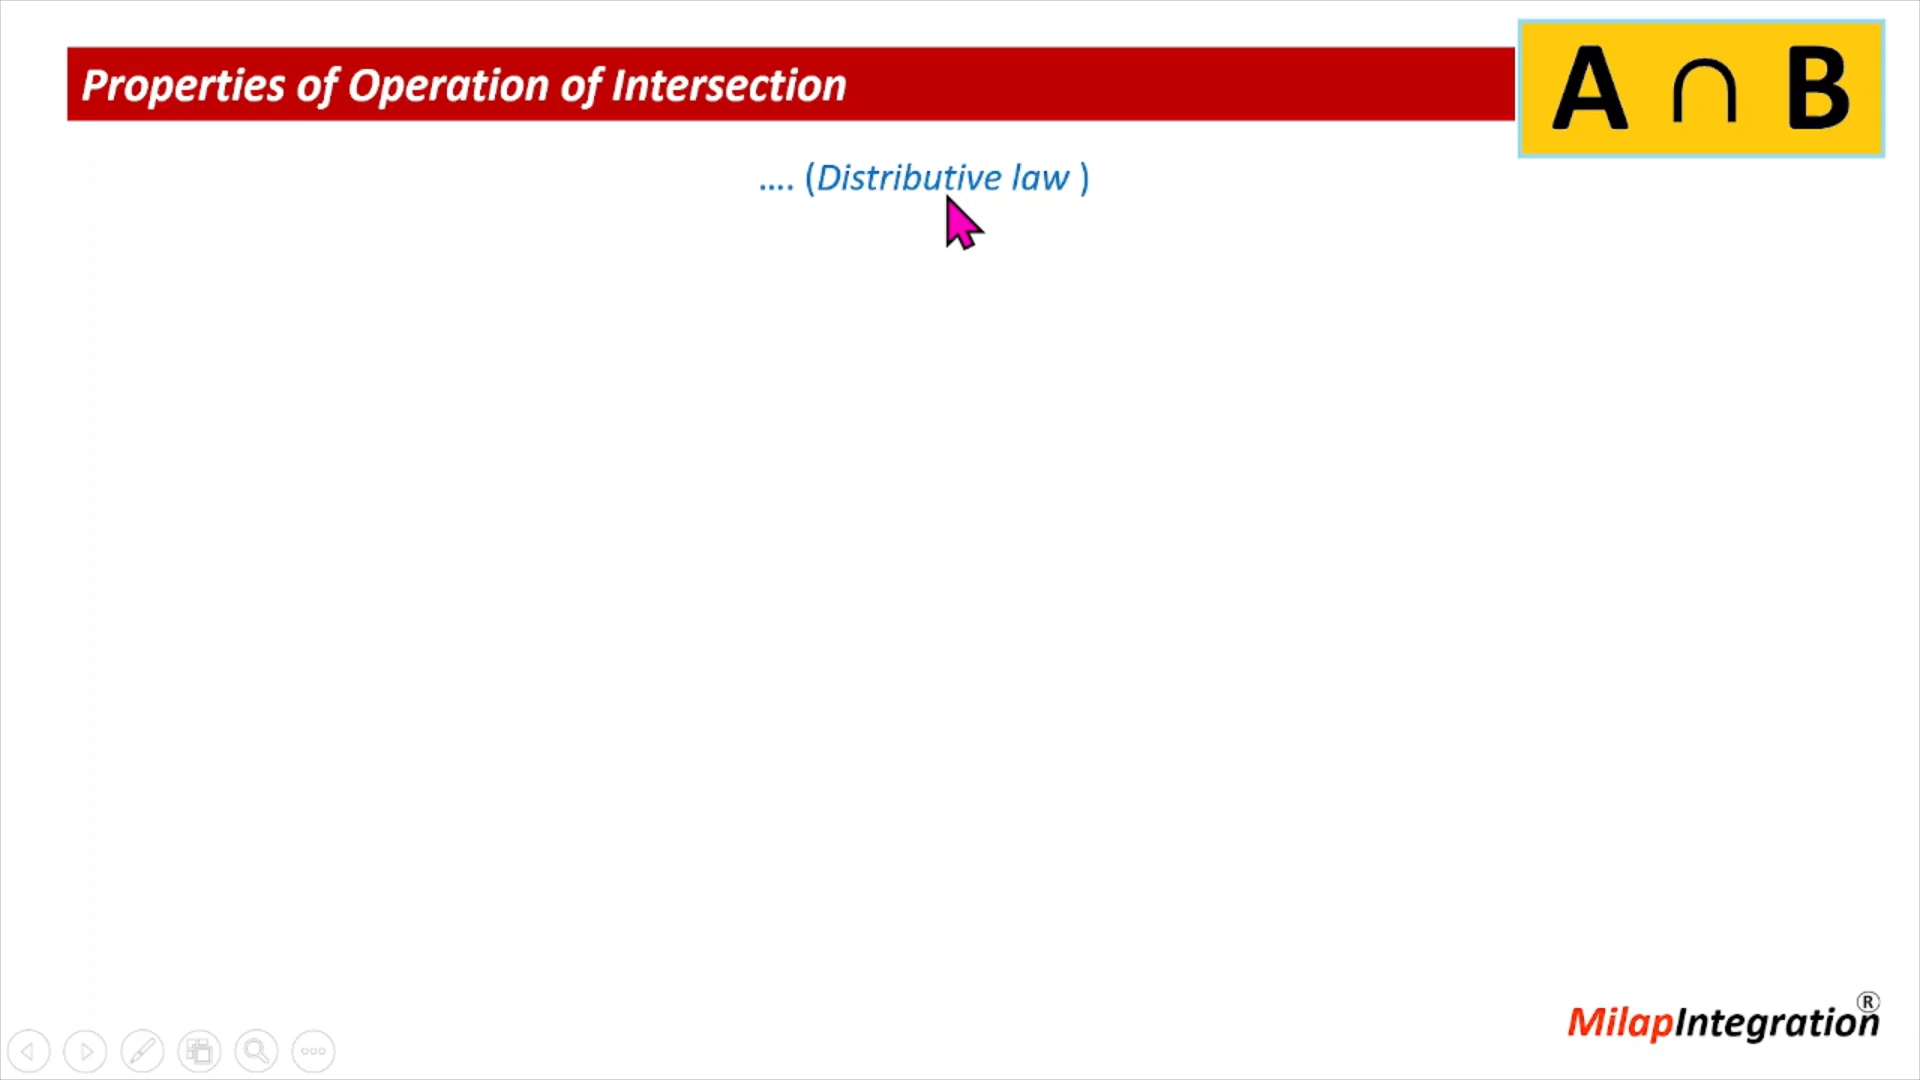 Properties of Operation of Intersection
A ∩ B
.... (Distributive law )
MilapIntegration®